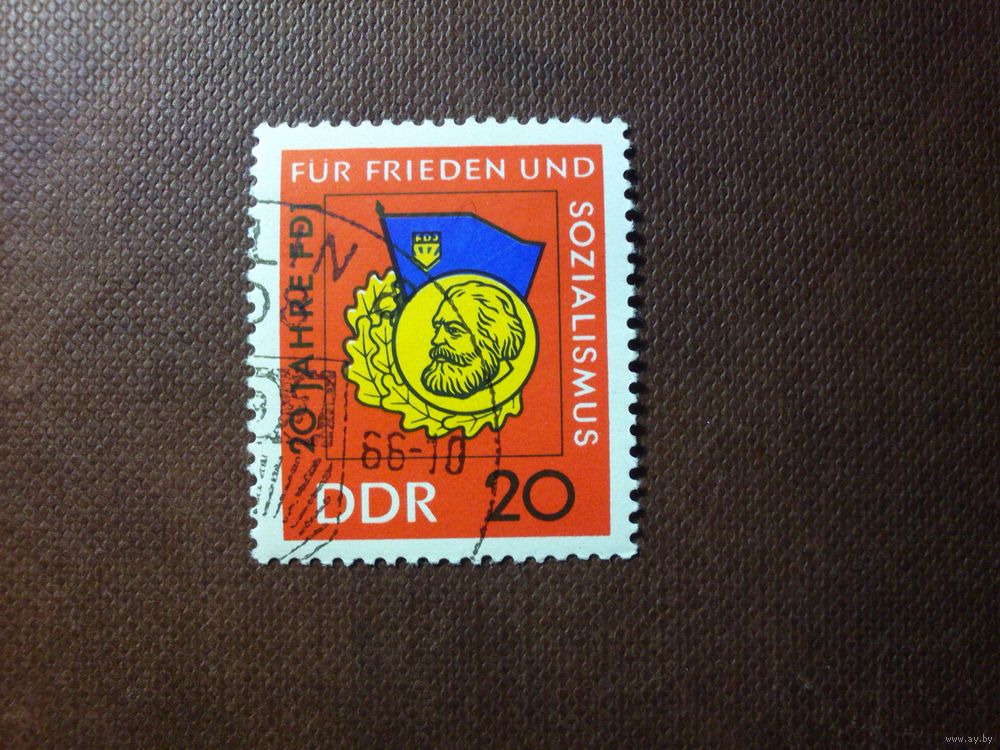 FÜR FRIEDEN UND
SOZIALISMUS
20 JAHRE FDJ
FDJ
66-10
DDR 20
www.ay.by